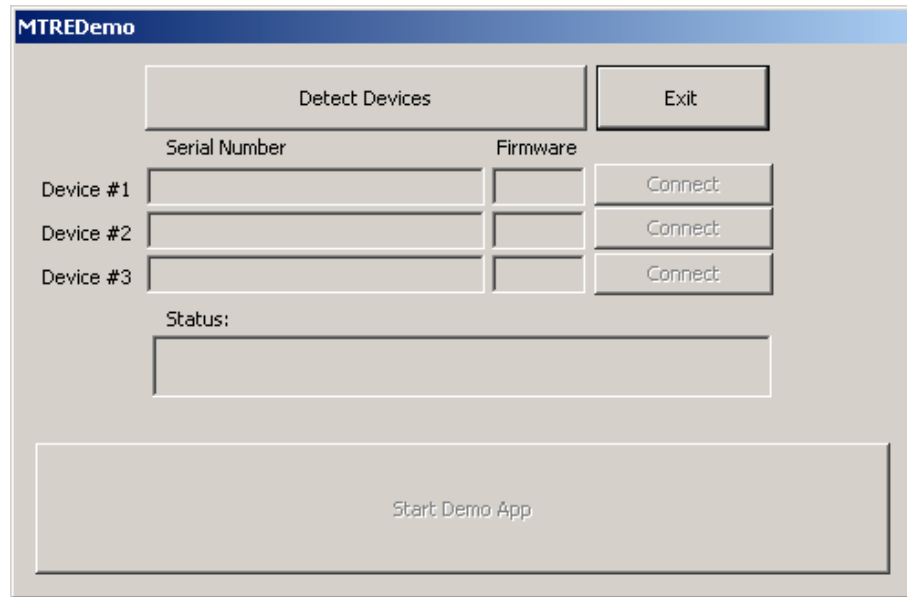 MTREDemo
Detect Devices Exit
Serial Number Firmware
Device #1 Connect
Device #2 Connect
Device #3 Connect
Status:
Start Demo App